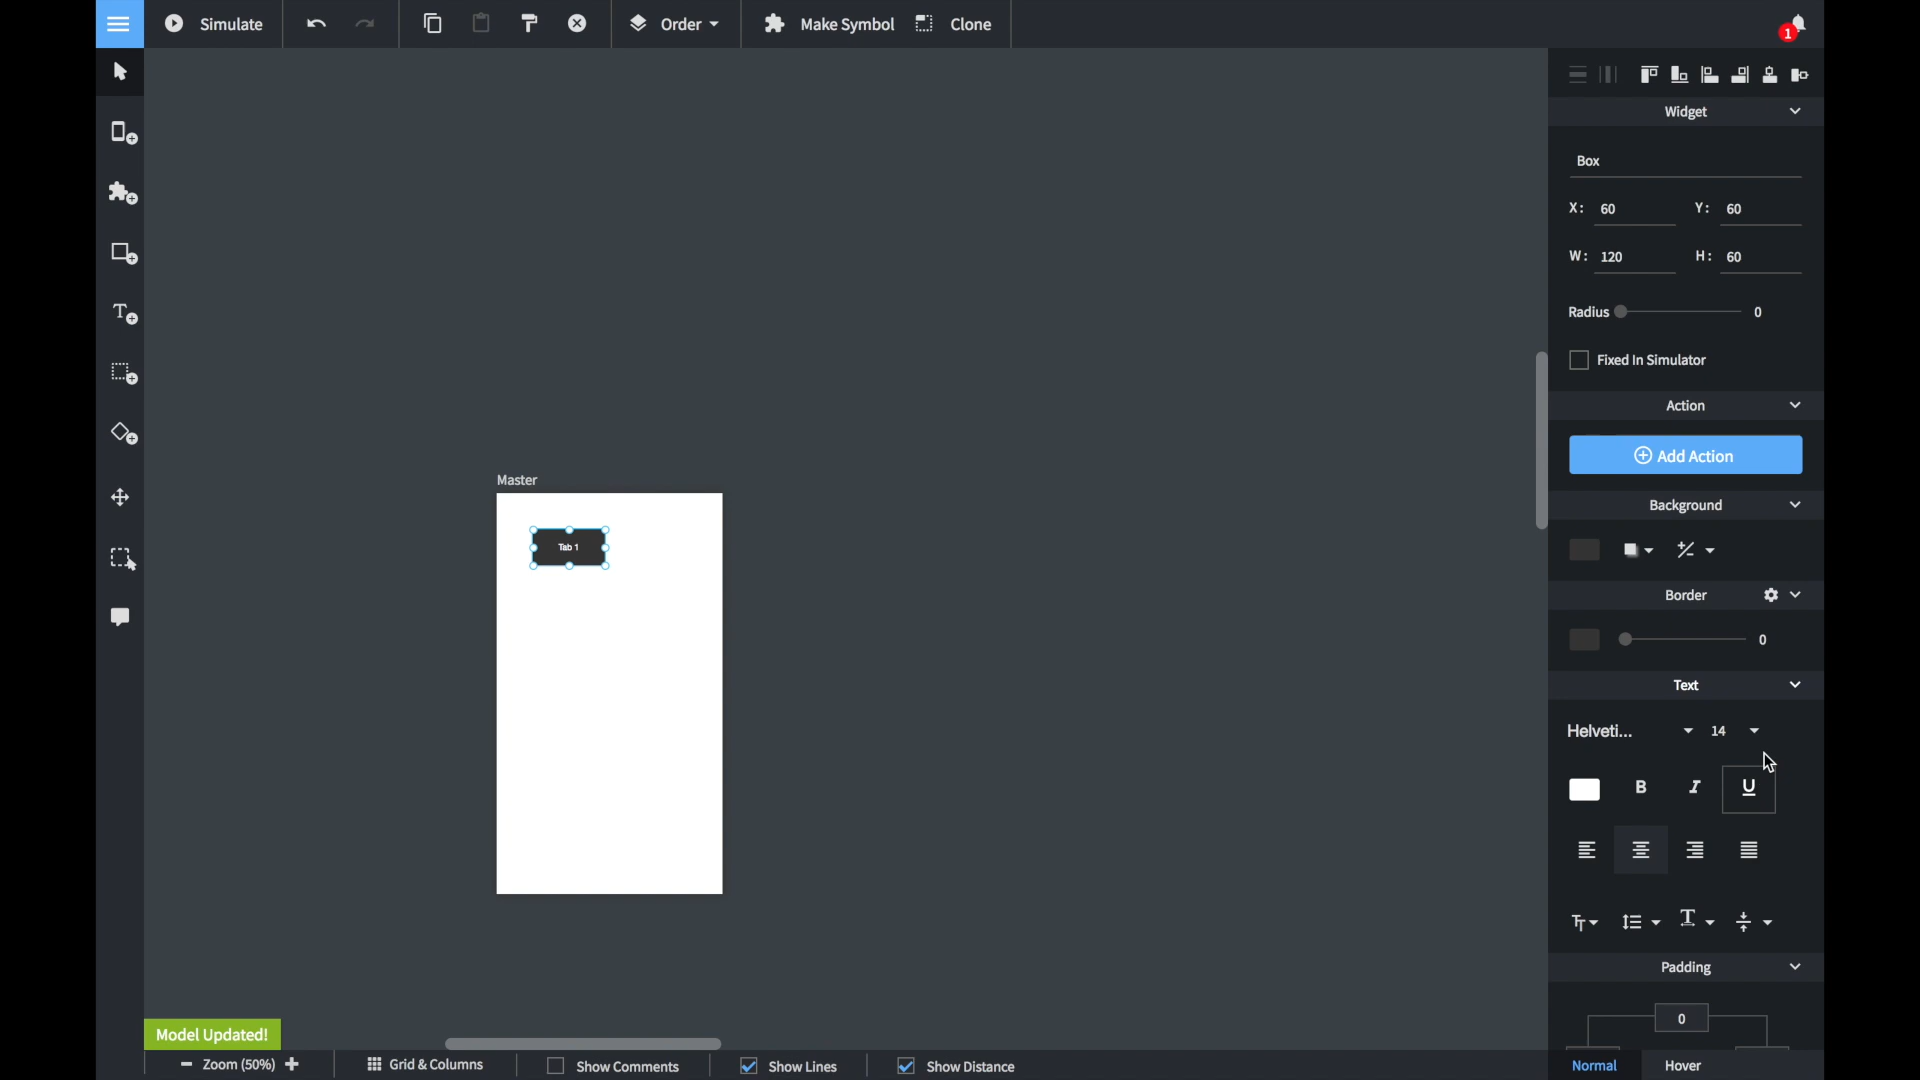 Simulate
Order
Make Symbol
Clone
1
Widget
Box
X: 60
Y: 60
W: 120
H: 60
Radius
0
Fixed In Simulator
Action
Add Action
Background
Border
0
Text
Helveti...
14
B
I
U
Padding
0
Normal
Hover
Master
Tab 1
Model Updated!
Zoom (50%)
Grid & Columns
Show Comments
Show Lines
Show Distance